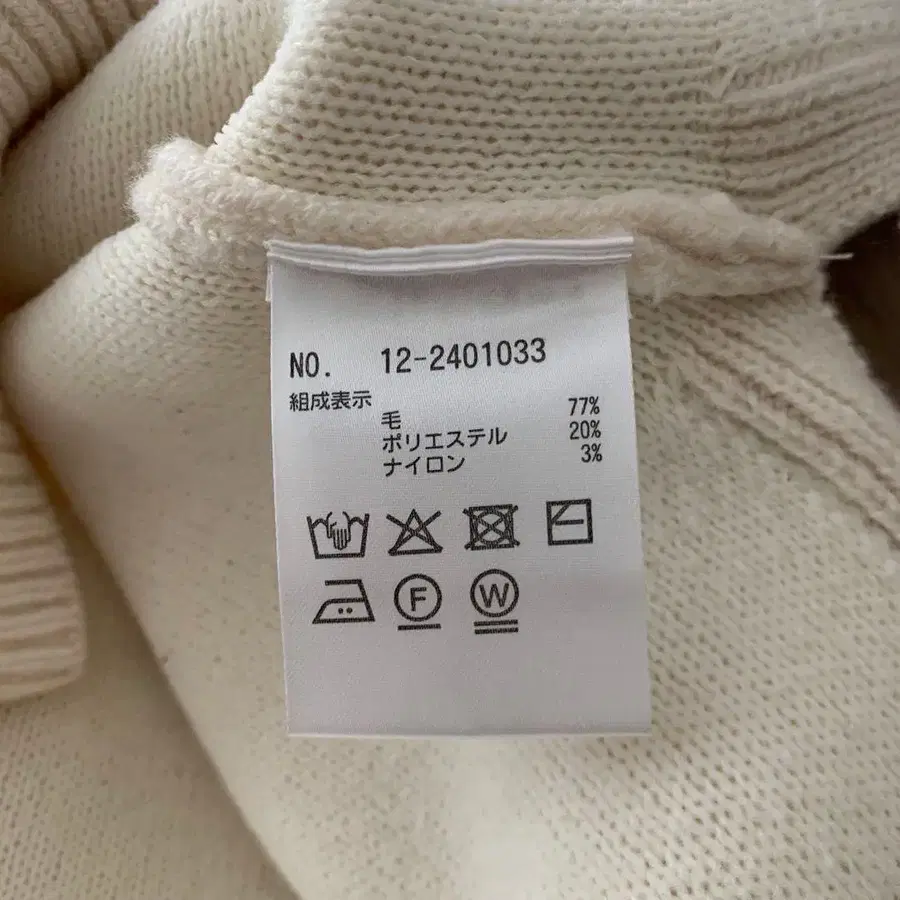 NO. 12-2401033
組成表示
毛 77%
ポリエステル 20%
ナイロン 3%
F W